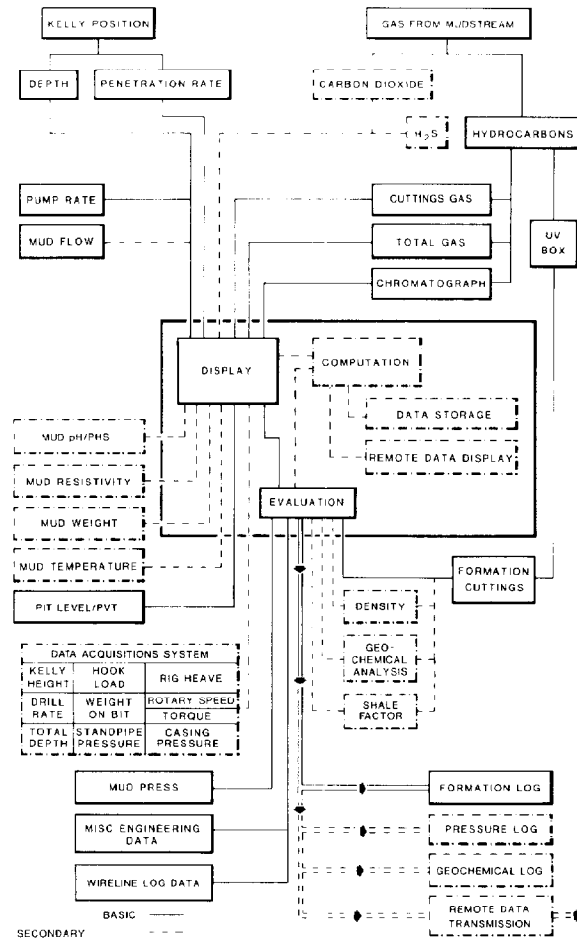 KELLY POSITION
GAS FROM MUDSTREAM
DEPTH
PENETRATION RATE
CARBON DIOXIDE
H2S
HYDROCARBONS
PUMP RATE
CUTTINGS GAS
MUD FLOW
TOTAL GAS
UV
BOX
CHROMATOGRAPH
DISPLAY
COMPUTATION
DATA STORAGE
MUD pH/PHS
REMOTE DATA DISPLAY
MUD RESISTIVITY
EVALUATION
MUD WEIGHT
MUD TEMPERATURE
FORMATION
CUTTINGS
PIT LEVEL/PVT
DENSITY
DATA ACQUISITIONS SYSTEM
KELLY
HEIGHT
HOOK
LOAD
RIG HEAVE
GEO-
CHEMICAL
ANALYSIS
DRILL
RATE
WEIGHT
ON BIT
ROTARY SPEED
TORQUE
SHALE
FACTOR
TOTAL
DEPTH
STANDPIPE
PRESSURE
CASING
PRESSURE
MUD PRESS
FORMATION LOG
MISC ENGINEERING
DATA
PRESSURE LOG
WIRELINE LOG DATA
GEOCHEMICAL LOG
BASIC
REMOTE DATA
TRANSMISSION
SECONDARY